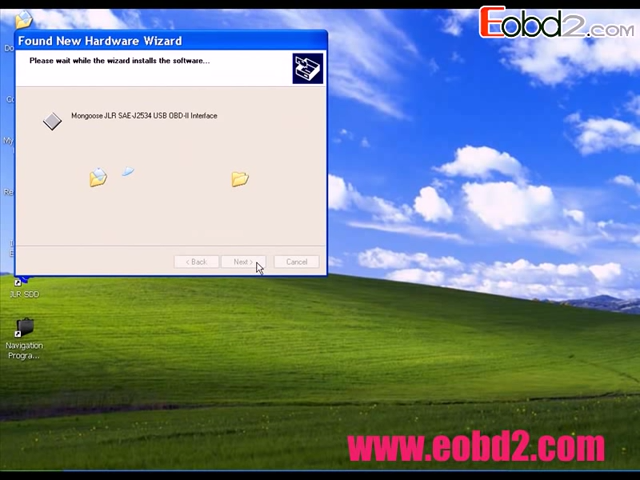 Eobd2.com
Found New Hardware Wizard
Please wait while the wizard installs the software...
Mongoose JLR SAE-J2534 USB OBD-II Interface
< Back
Next >
Cancel
JLR SDD
Navigation
Progra...
www.eobd2.com